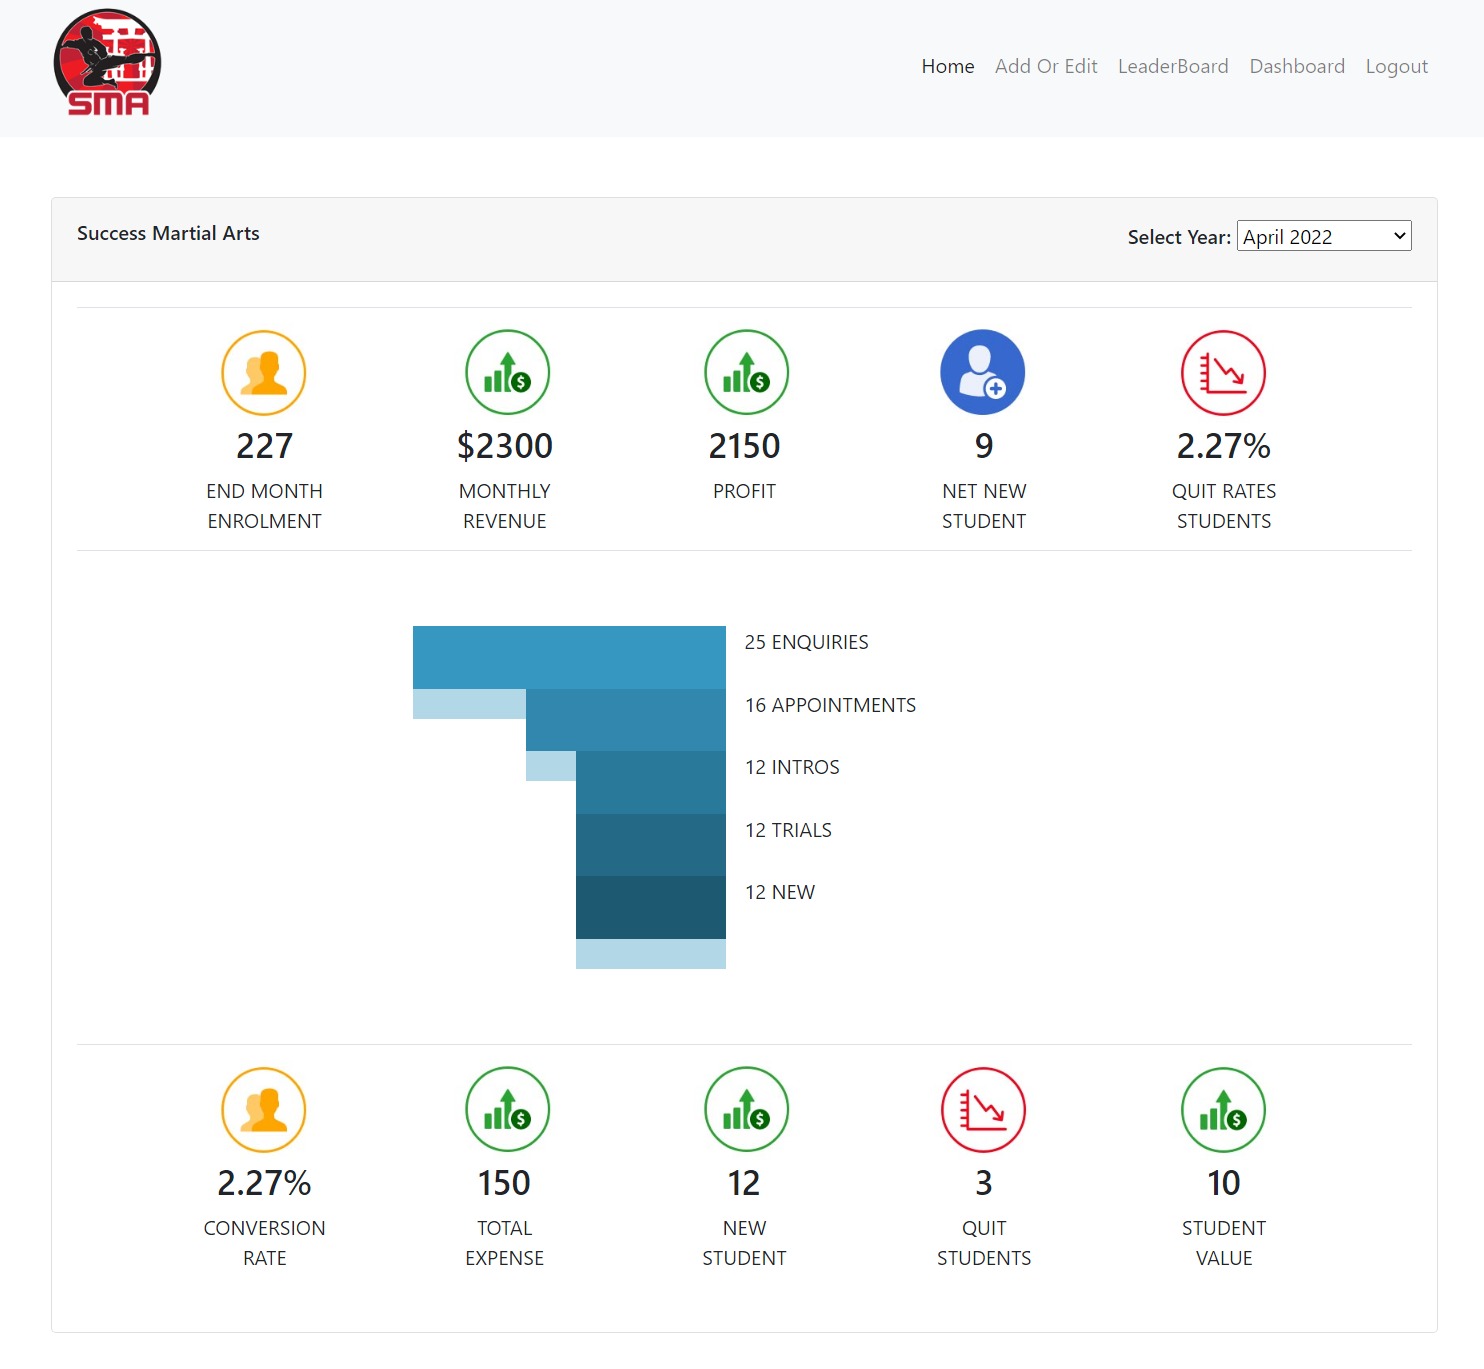 SMA
Home Add Or Edit LeaderBoard Dashboard Logout
Success Martial Arts
Select Year: April 2022
227
END MONTH
ENROLMENT
$2300
MONTHLY
REVENUE
2150
PROFIT
9
NET NEW
STUDENT
2.27%
QUIT RATES
STUDENTS
25 ENQUIRIES
16 APPOINTMENTS
12 INTROS
12 TRIALS
12 NEW
2.27%
CONVERSION
RATE
150
TOTAL
EXPENSE
12
NEW
STUDENT
3
QUIT
STUDENTS
10
STUDENT
VALUE